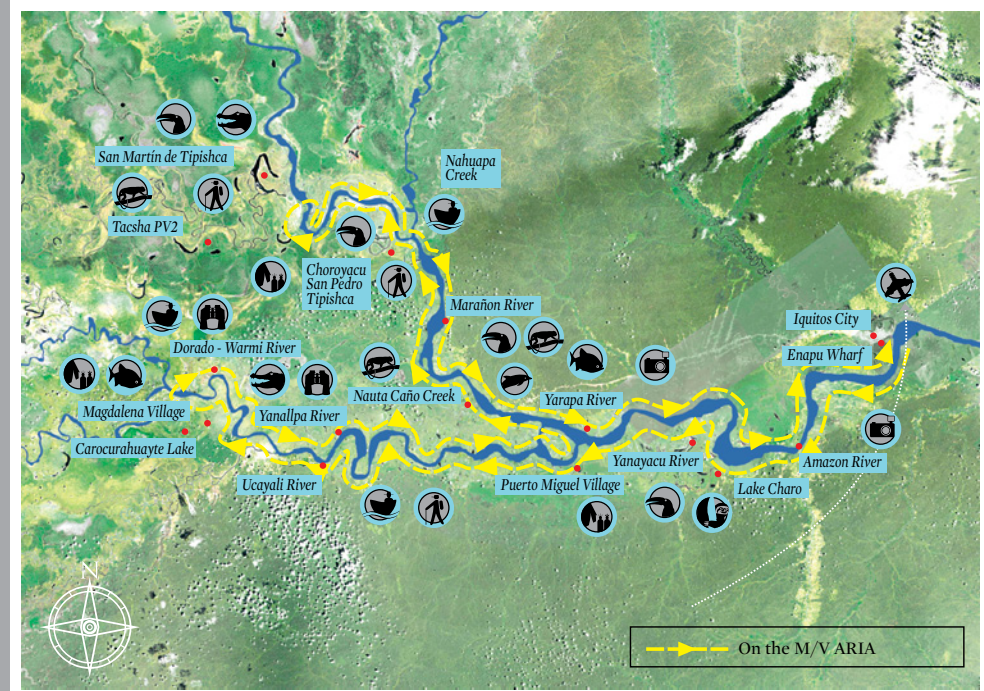 San Martín de Tipishca
Nahuapa
Creek
Tacsha PV2
Choroyacu
San Pedro
Tipishca
Marañon River
Iquitos City
Dorado - Warmi River
Enapu Wharf
Nauta Caño Creek
Yarapa River
Magdalena Village
Yanallpa River
Carocurahuayte Lake
Yanayacu River
Amazon River
Ucayali River
Puerto Miguel Village
Lake Charo
N
On the M/V ARIA